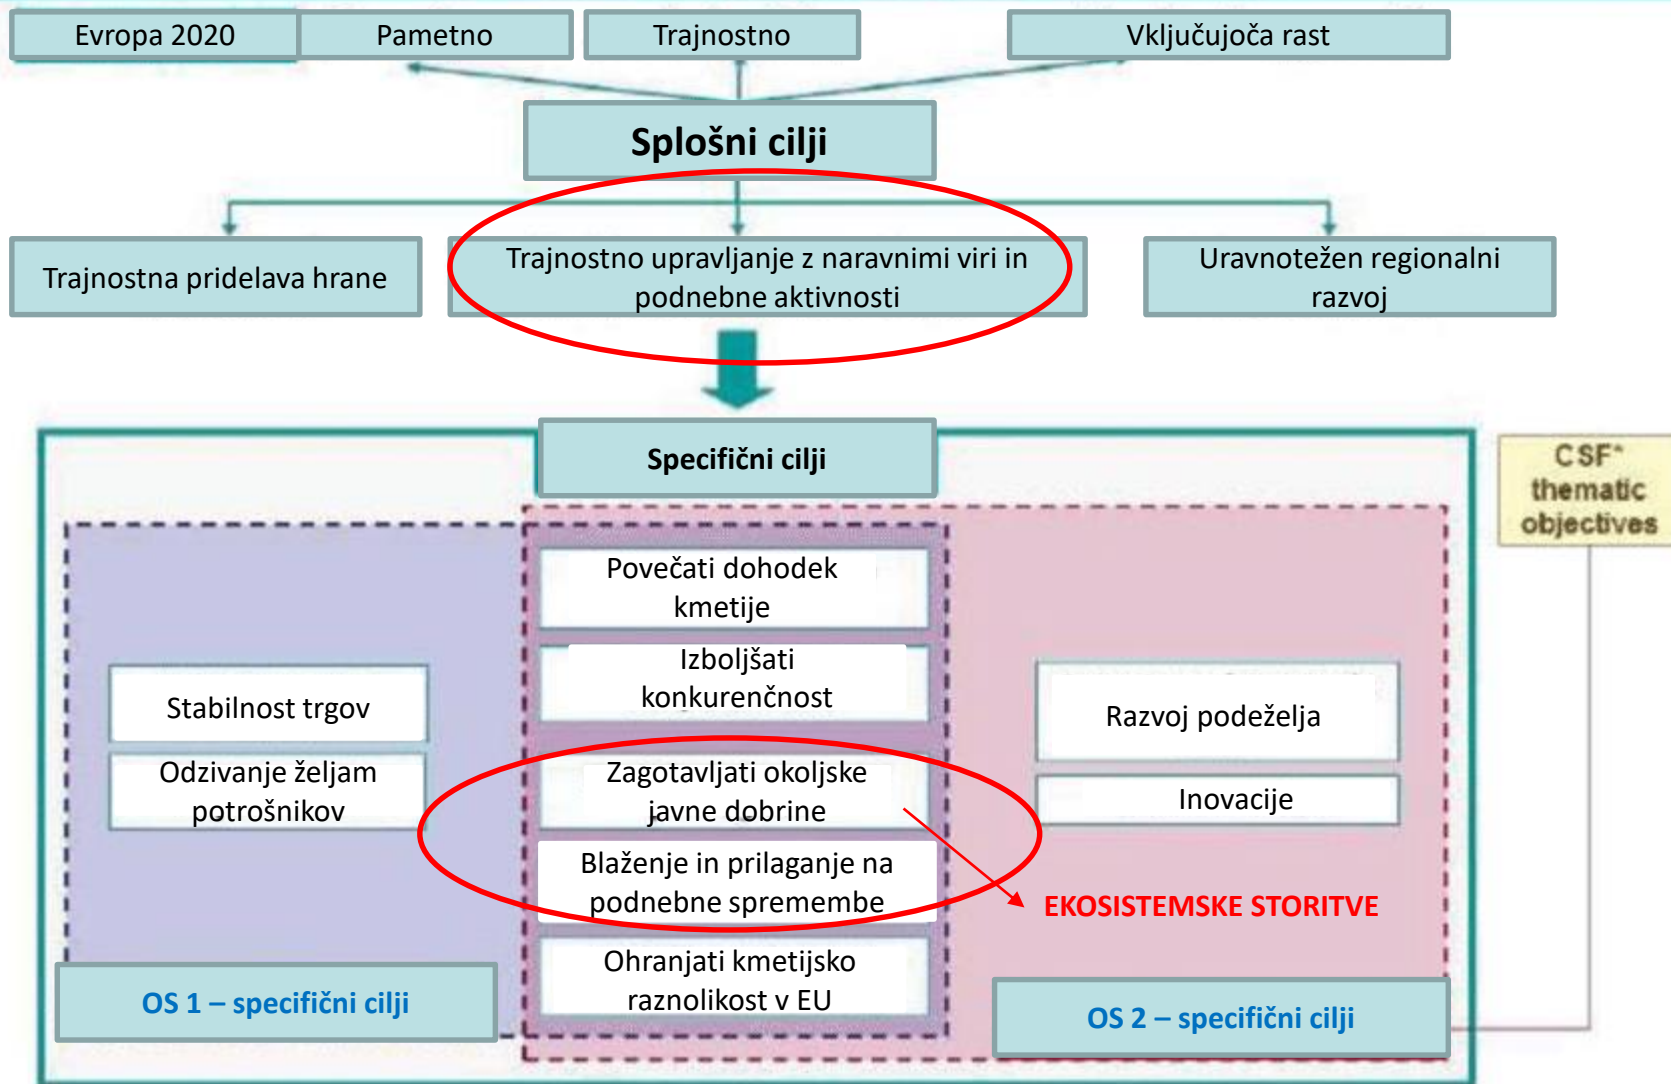 Evropa 2020
Pametno
Trajnostno
Vključujoča rast
Splošni cilji
Trajnostna pridelava hrane
Trajnostno upravljanje z naravnimi viri in
podnebne aktivnosti
Uravnotežen regionalni
razvoj
Specifični cilji
CSF*
thematic
objectives
Povečati dohodek
kmetije
Izboljšati
konkurenčnost
Stabilnost trgov
Odzivanje željam
potrošnikov
Zagotavljati okoljske
javne dobrine
Blaženje in prilaganje na
podnebne spremembe
Ohranjati kmetijsko
raznolikost v EU
Razvoj podeželja
Inovacije
EKOSISTEMSKE STORITVE
OS 1 – specifični cilji
OS 2 – specifični cilji